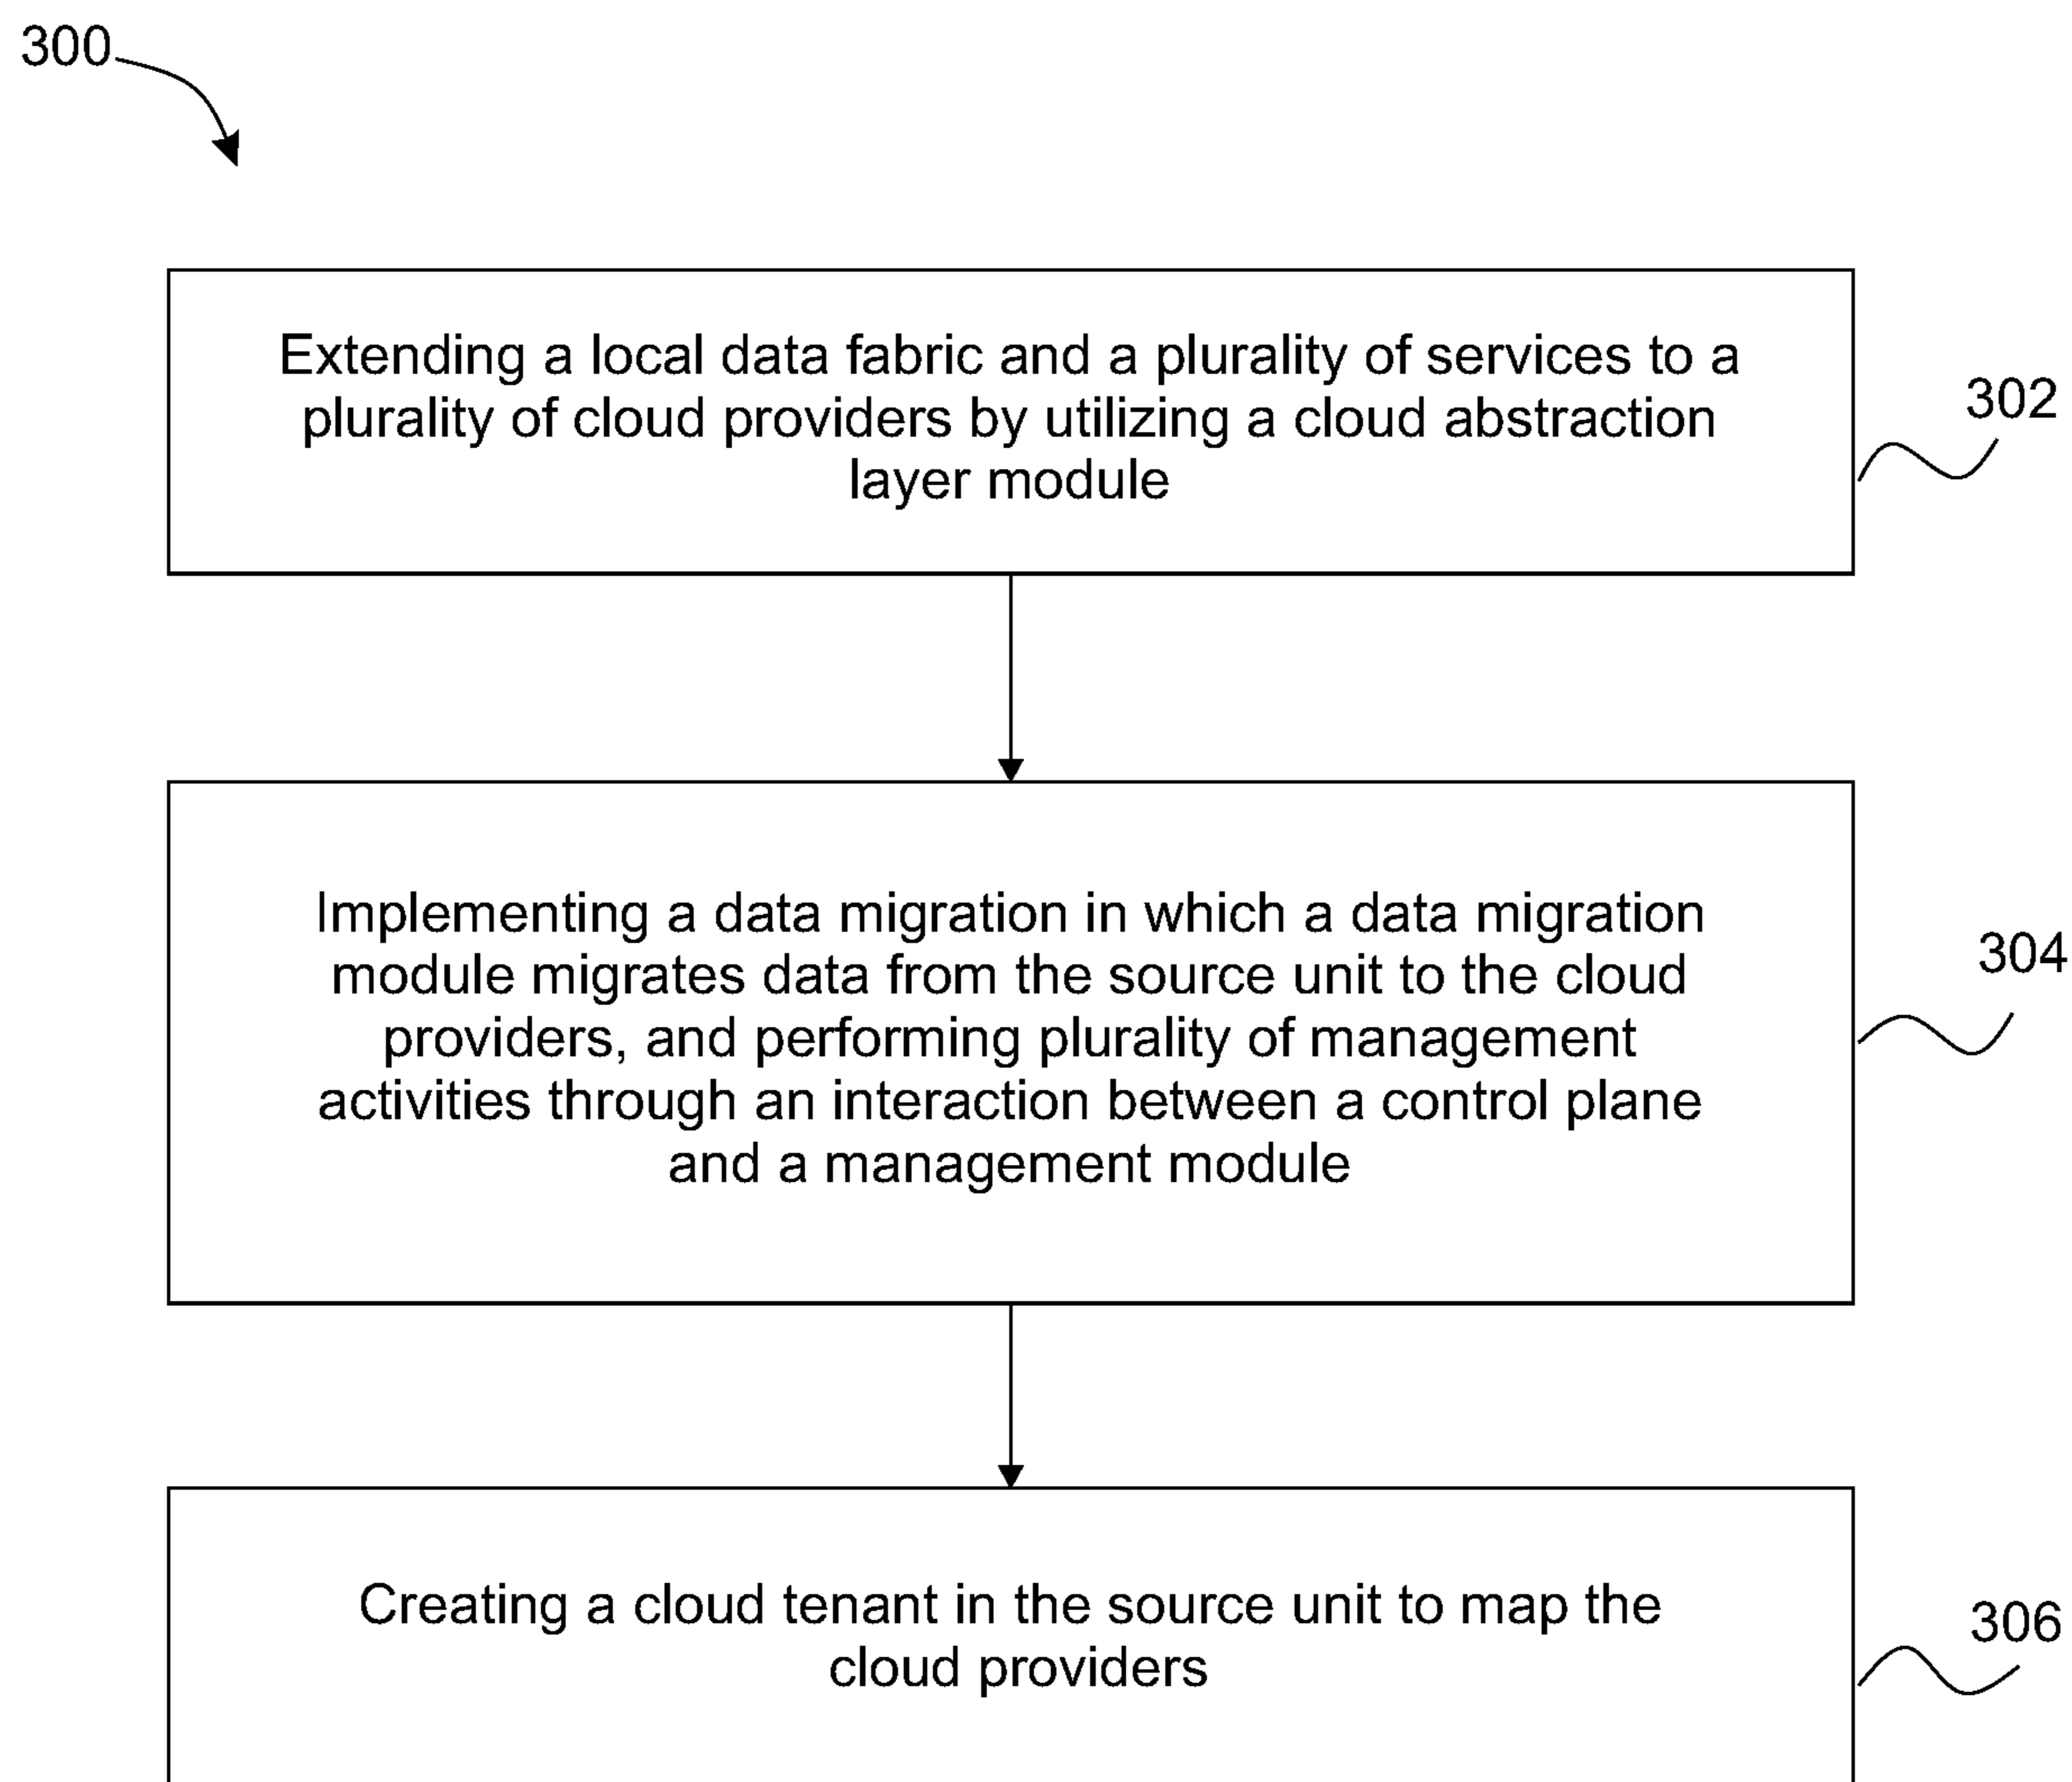 300
Extending a local data fabric and a plurality of services to a
plurality of cloud providers by utilizing a cloud abstraction
layer module
302
Implementing a data migration in which a data migration
module migrates data from the source unit to the cloud
providers, and performing plurality of management
activities through an interaction between a control plane
and a management module
304
Creating a cloud tenant in the source unit to map the
cloud providers
306